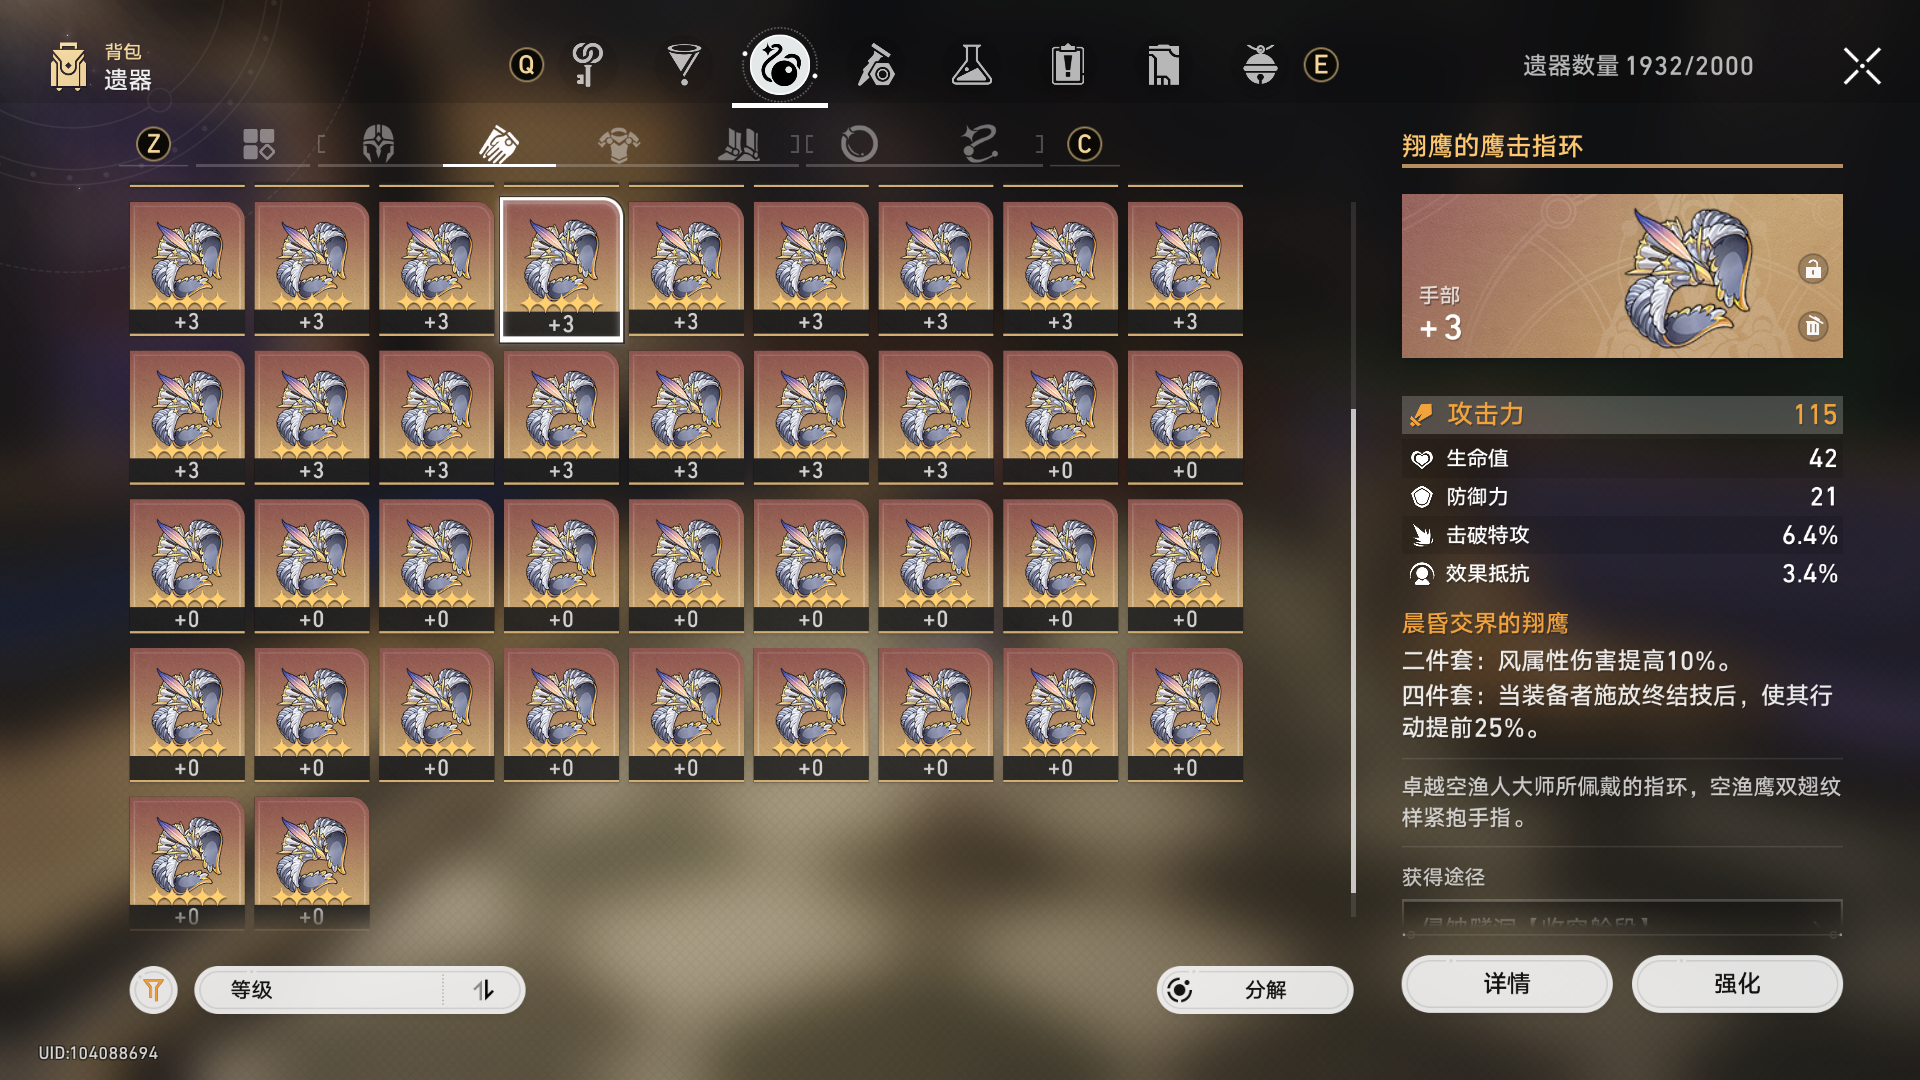 背包
遗器
Q
E
遗器数量 1932/2000
Z
C
+3 +3 +3 +3 +3 +3 +3 +3 +3
+3 +3 +3 +3 +3 +3 +3 +0 +0
+0 +0 +0 +0 +0 +0 +0 +0 +0
+0 +0 +0 +0 +0 +0 +0 +0 +0
+0 +0
等级
分解
UID:104088694
翔鹰的鹰击指环
手部
+3
攻击力 115
生命值 42
防御力 21
击破特攻 6.4%
效果抵抗 3.4%
晨昏交界的翔鹰
二件套：风属性伤害提高10%。
四件套：当装备者施放终结技后，使其行
动提前25%。
卓越空渔人大师所佩戴的指环，空渔鹰双翅纹
样紧抱手指。
获得途径
详情
强化